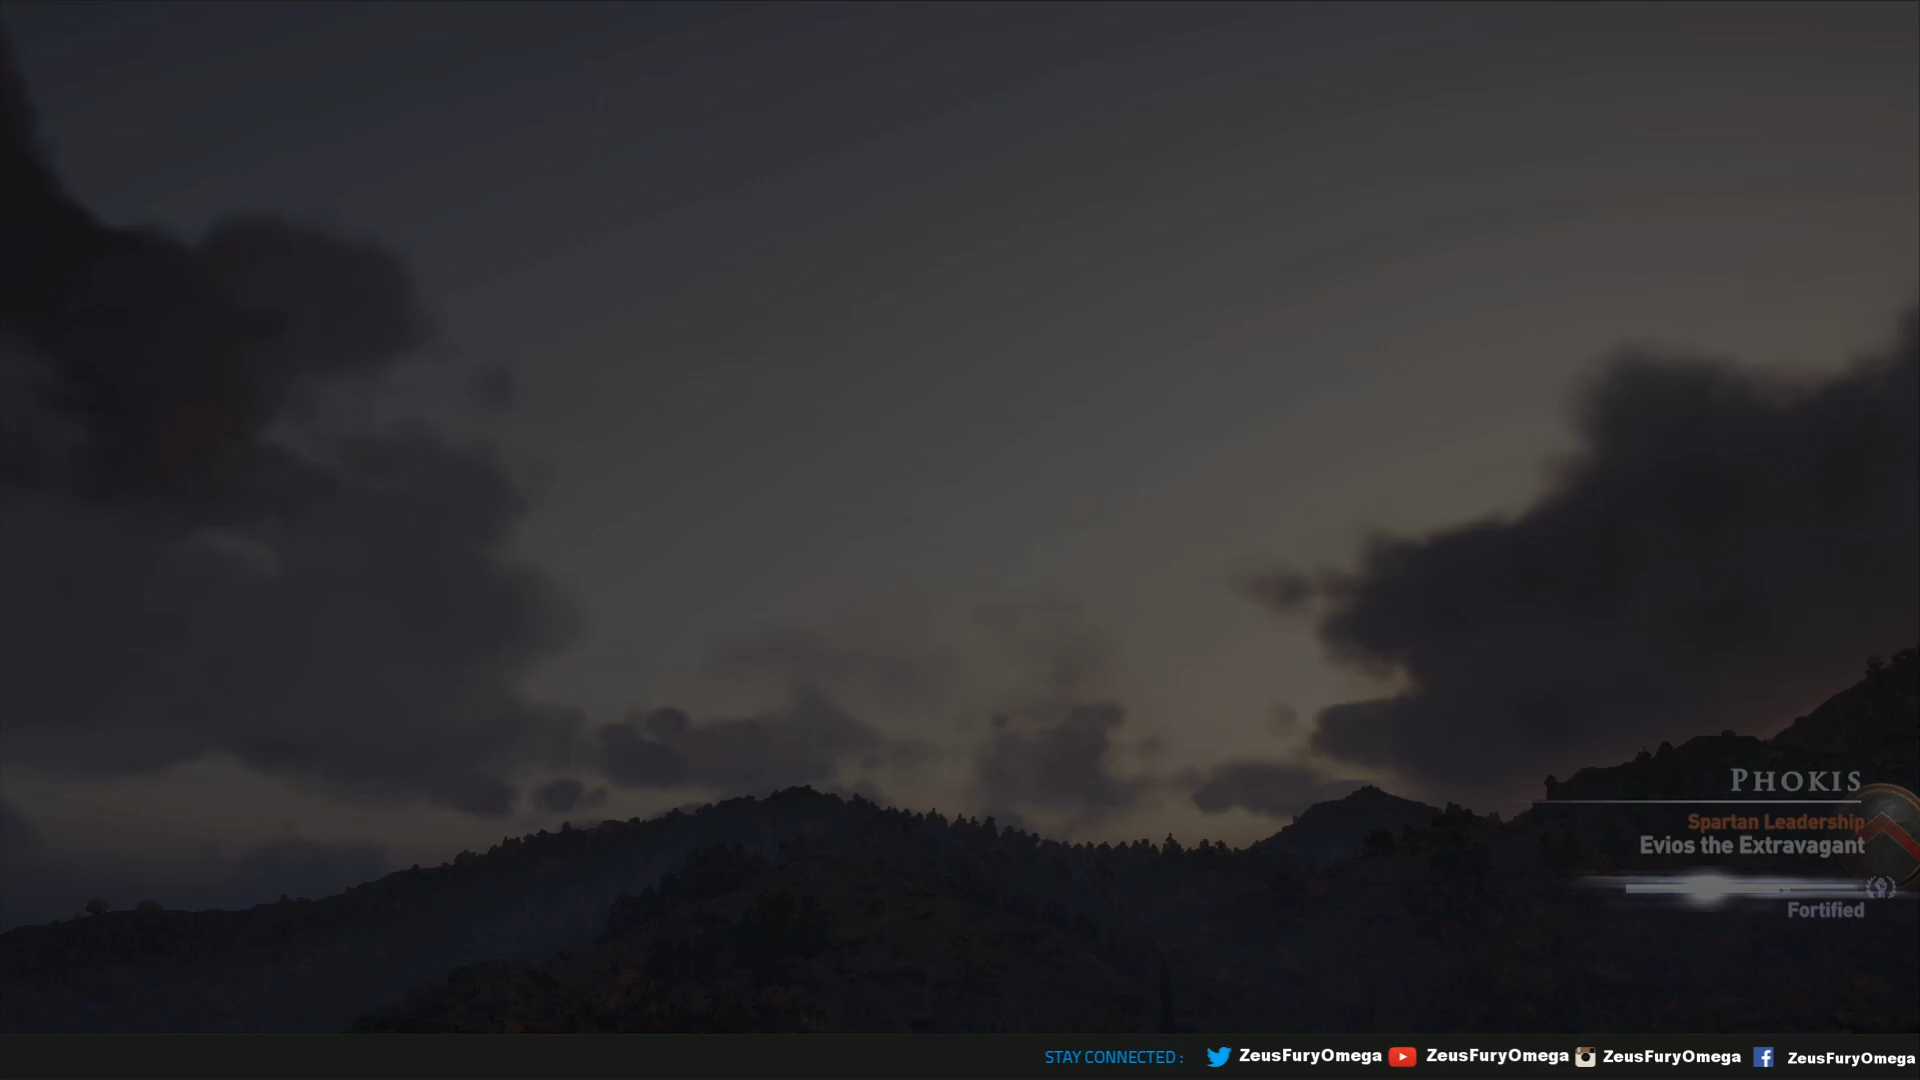 PHOKIS
Spartan Leadership
Evios the Extravagant
Fortified
STAY CONNECTED : ZeusFuryOmega ZeusFuryOmega ZeusFuryOmega ZeusFuryOmega